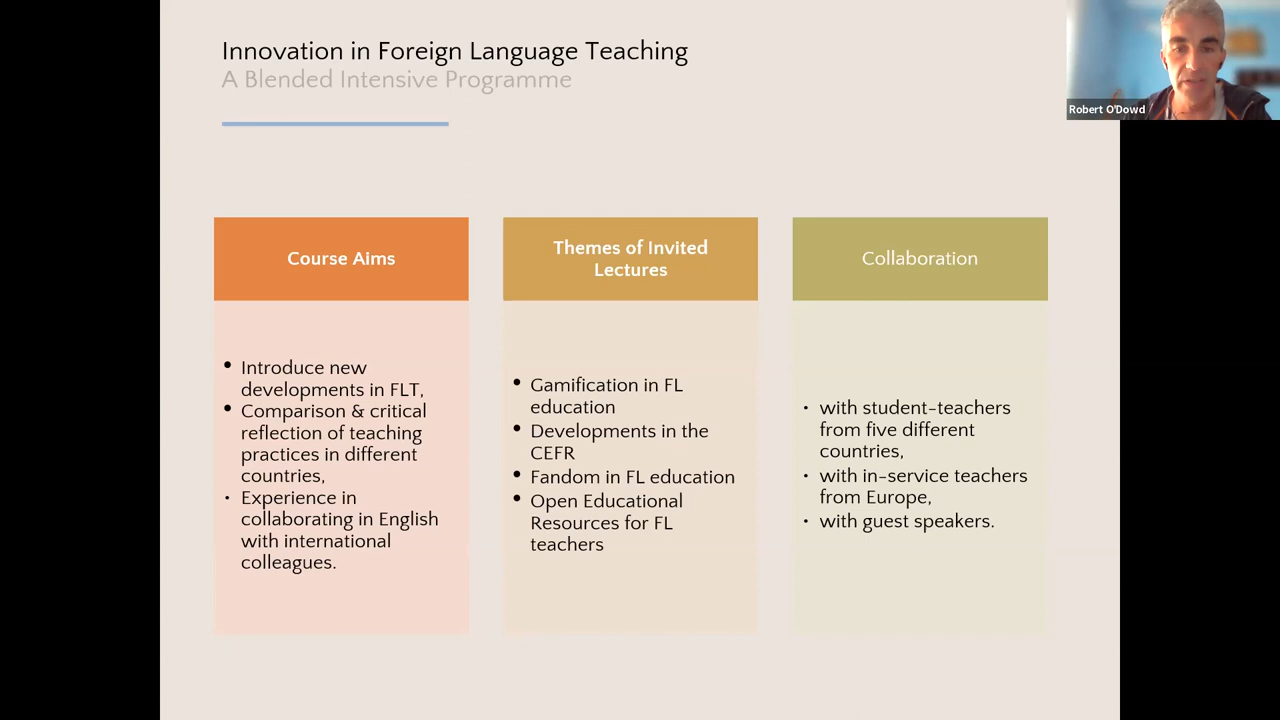 Innovation in Foreign Language Teaching
A Blended Intensive Programme
Robert O'Dowd
Course Aims
• Introduce new
developments in FLT,
• Comparison & critical
reflection of teaching
practices in different
countries,
• Experience in
collaborating in English
with international
colleagues.
Themes of Invited
Lectures
• Gamification in FL
education
• Developments in the
CEFR
• Fandom in FL education
• Open Educational
Resources for FL
teachers
Collaboration
• with student-teachers
from five different
countries,
• with in-service teachers
from Europe,
• with guest speakers.